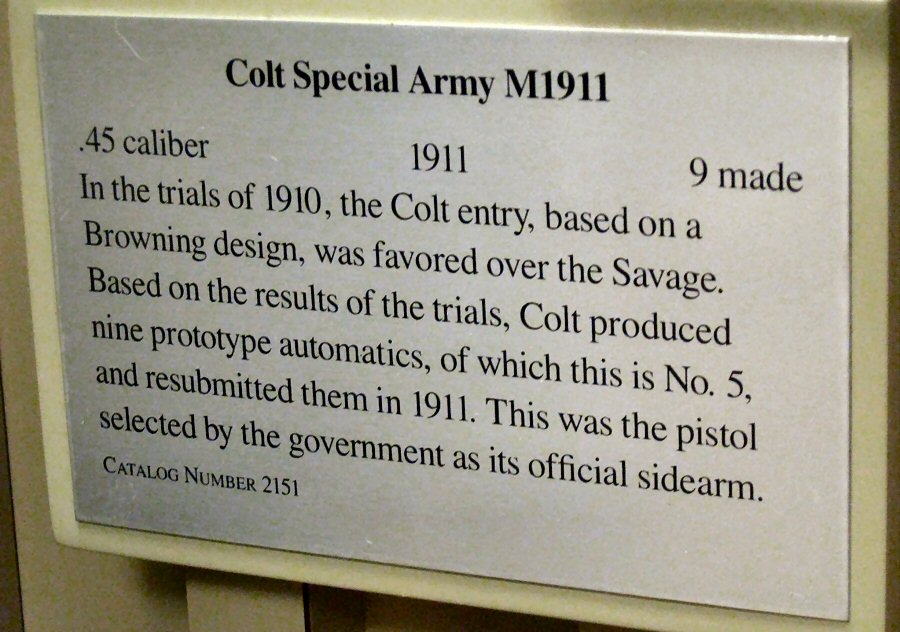 Colt Special Army M1911
.45 caliber 1911 9 made
In the trials of 1910, the Colt entry, based on a
Browning design, was favored over the Savage.
Based on the results of the trials, Colt produced
nine prototype automatics, of which this is No. 5,
and resubmitted them in 1911. This was the pistol
selected by the government as its official sidearm.
CATALOG NUMBER 2151